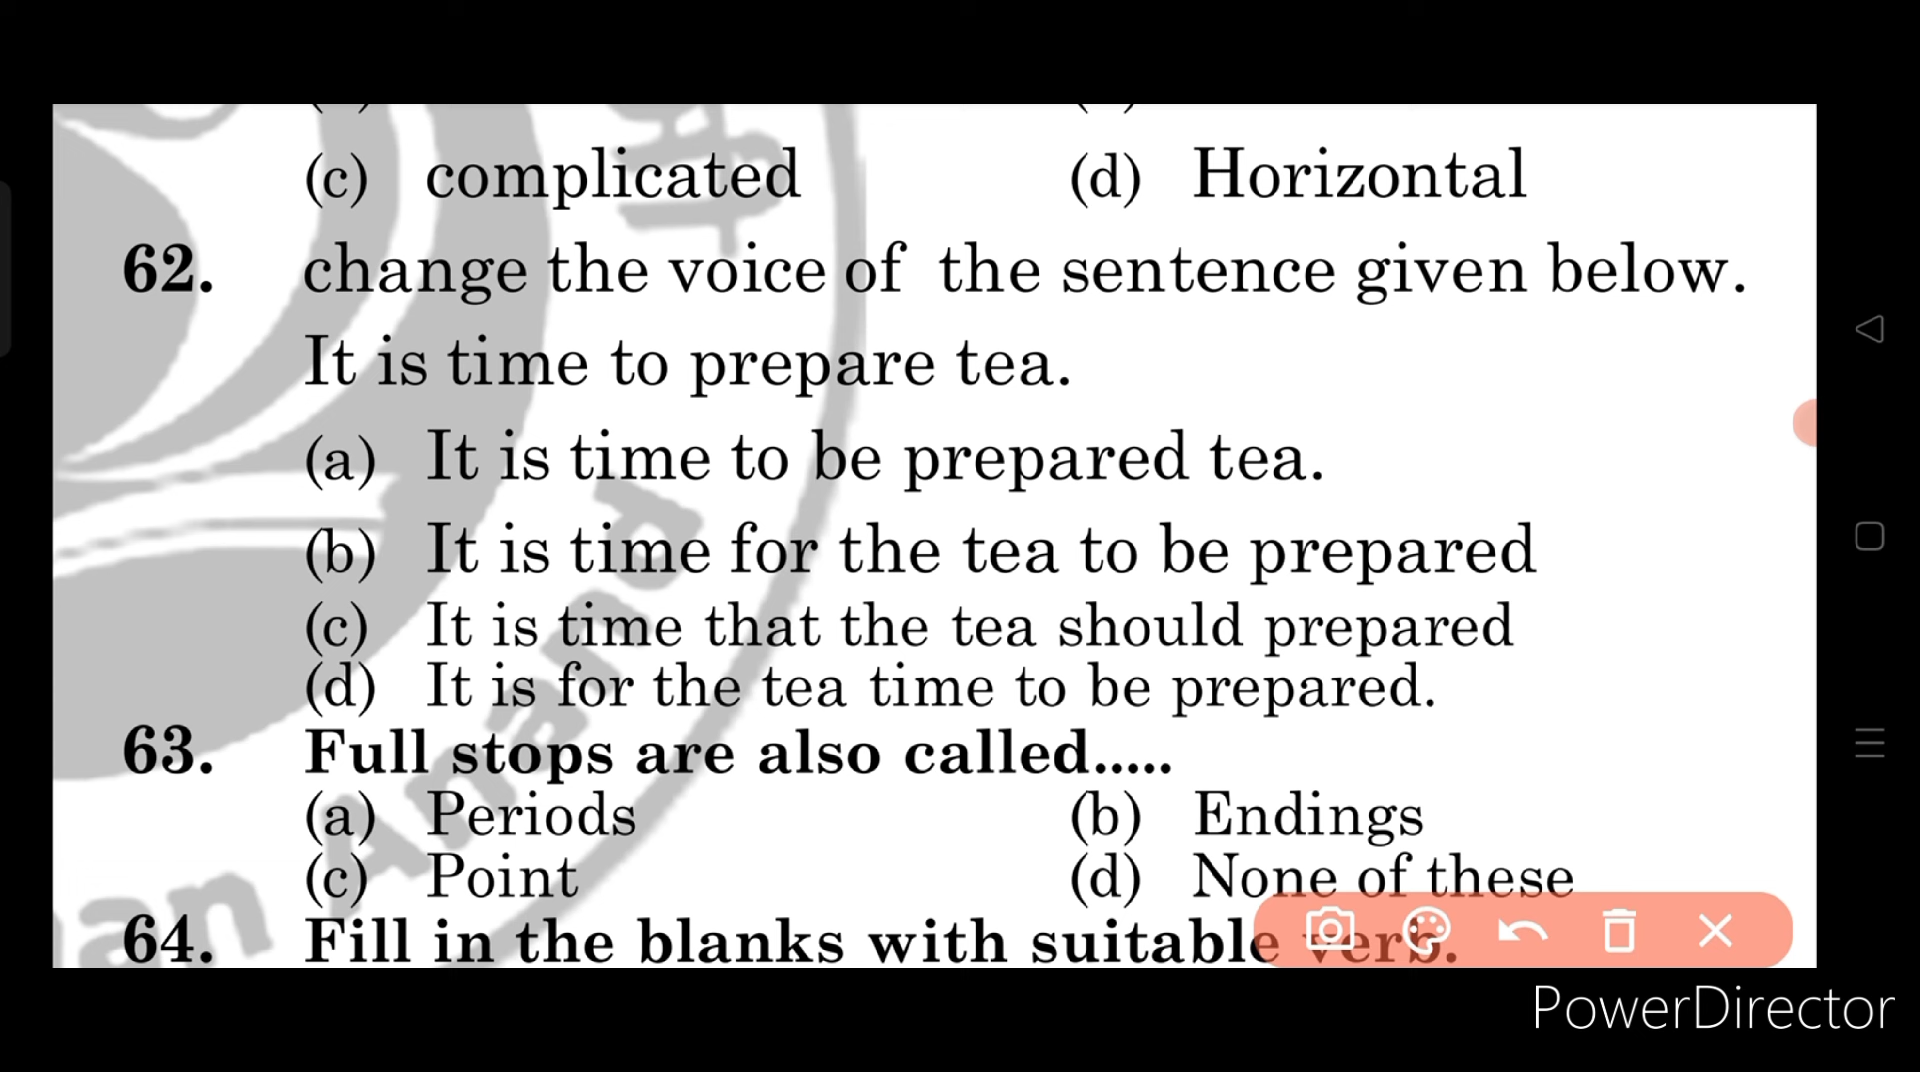 (c) complicated (d) Horizontal
62. change the voice of the sentence given below.
It is time to prepare tea.
(a) It is time to be prepared tea.
(b) It is time for the tea to be prepared
(c) It is time that the tea should prepared
(d) It is for the tea time to be prepared.
63. Full stops are also called.....
(a) Periods (b) Endings
(c) Point (d) None of these
64. Fill in the blanks with suitable verb.
an Anand
PowerDirector